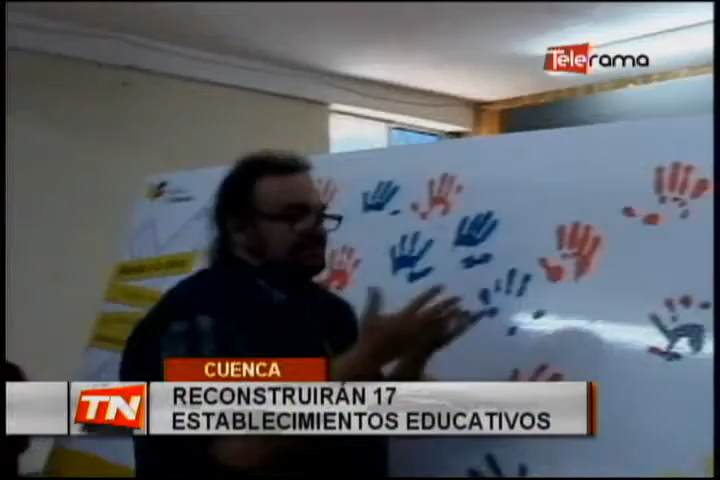 Telerama
CUENCA
TN
RECONSTRUIRÁN 17
ESTABLECIMIENTOS EDUCATIVOS